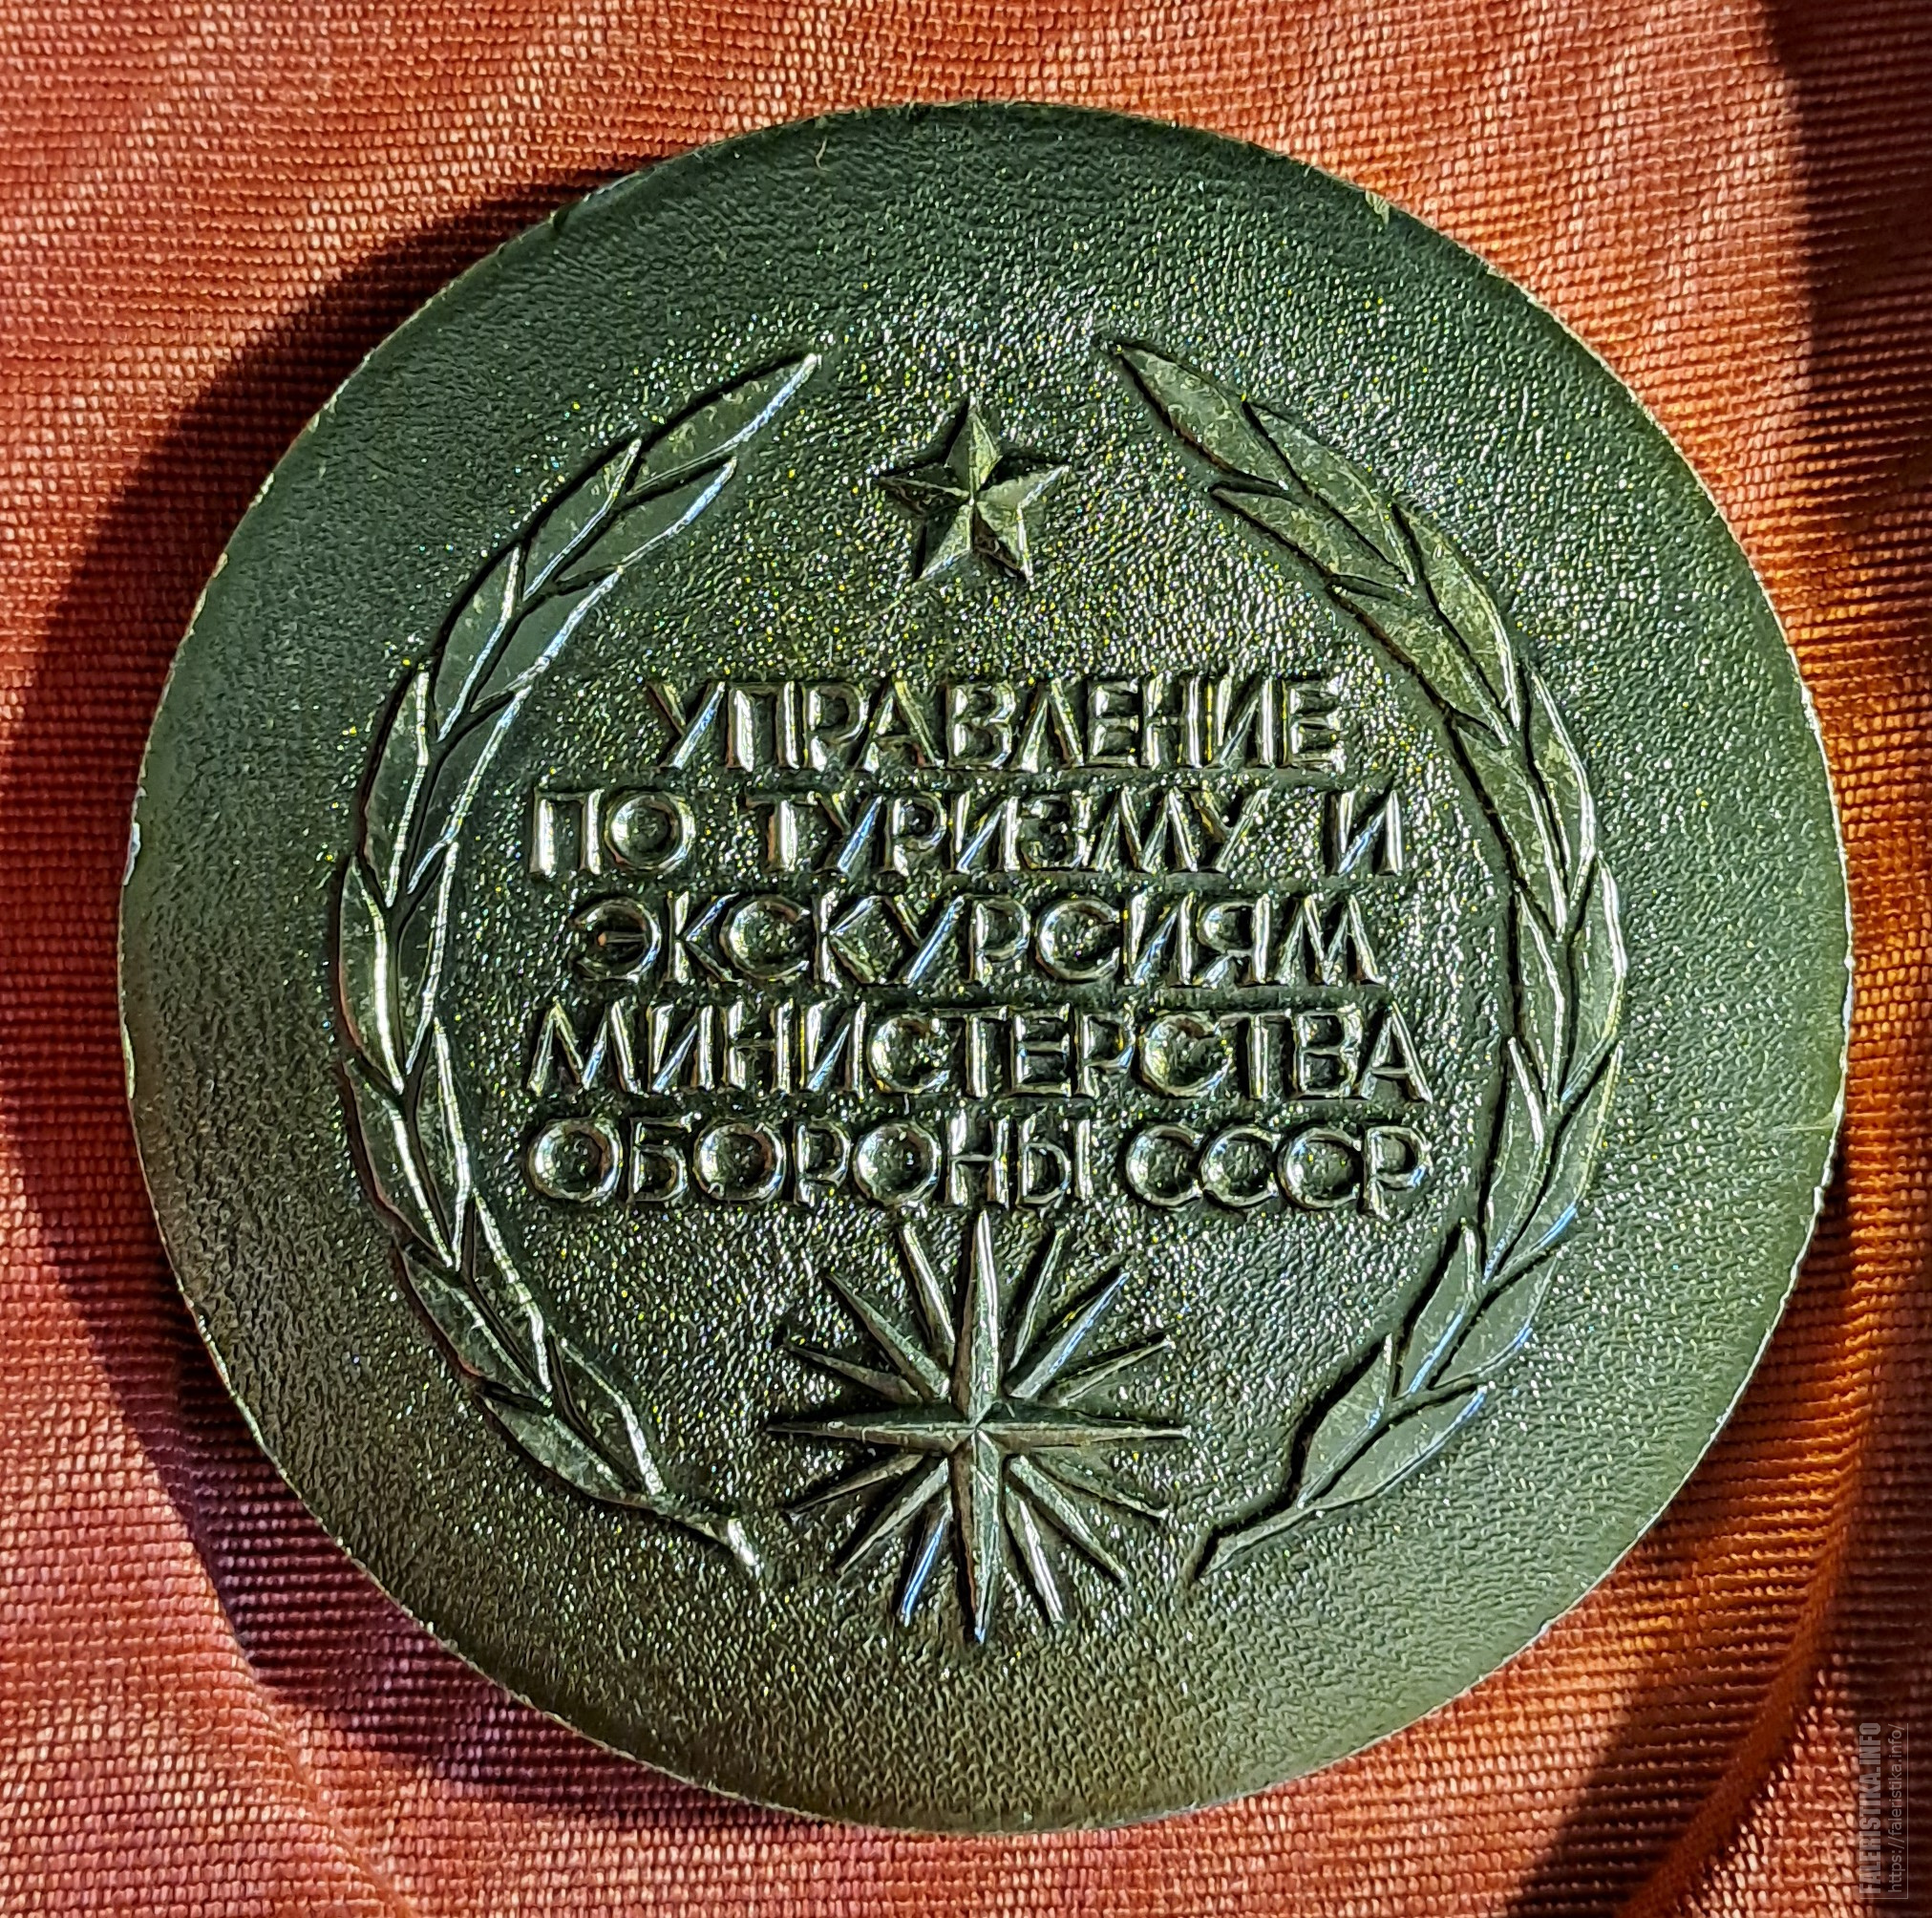 УПРАВЛЕНИЕ
ПО ТУРИЗМУ И
ЭКСКУРСИЯМ
МИНИСТЕРСТВА
ОБОРОНЫ СССР
FALERISTIKA.INFO
https://faleristika.info/